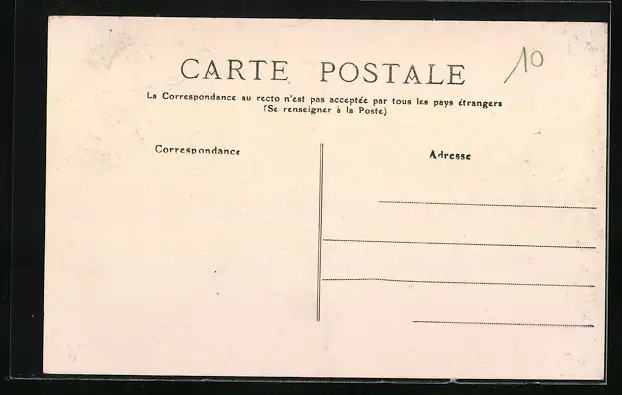 CARTE POSTALE
10
La Correspondance au recto n'est pas acceptée par tous les pays étrangers
(Se renseigner à la Poste)
Correspondance
Adresse